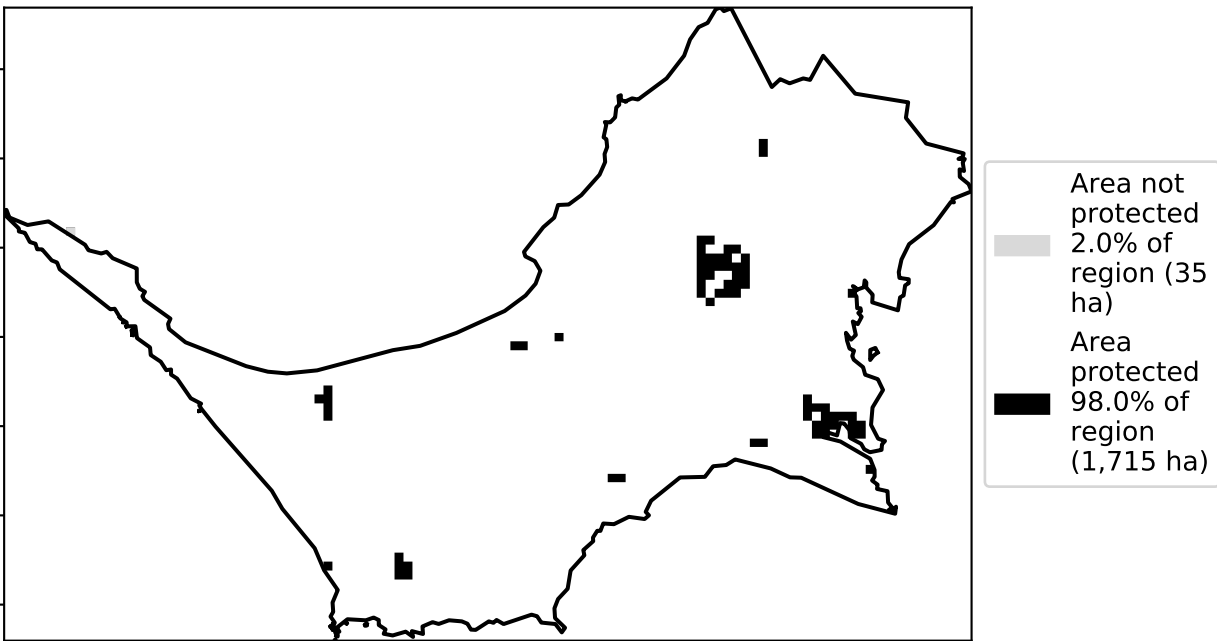 Area not
protected
2.0% of
region (35
ha)
Area
protected
98.0% of
region
(1,715 ha)